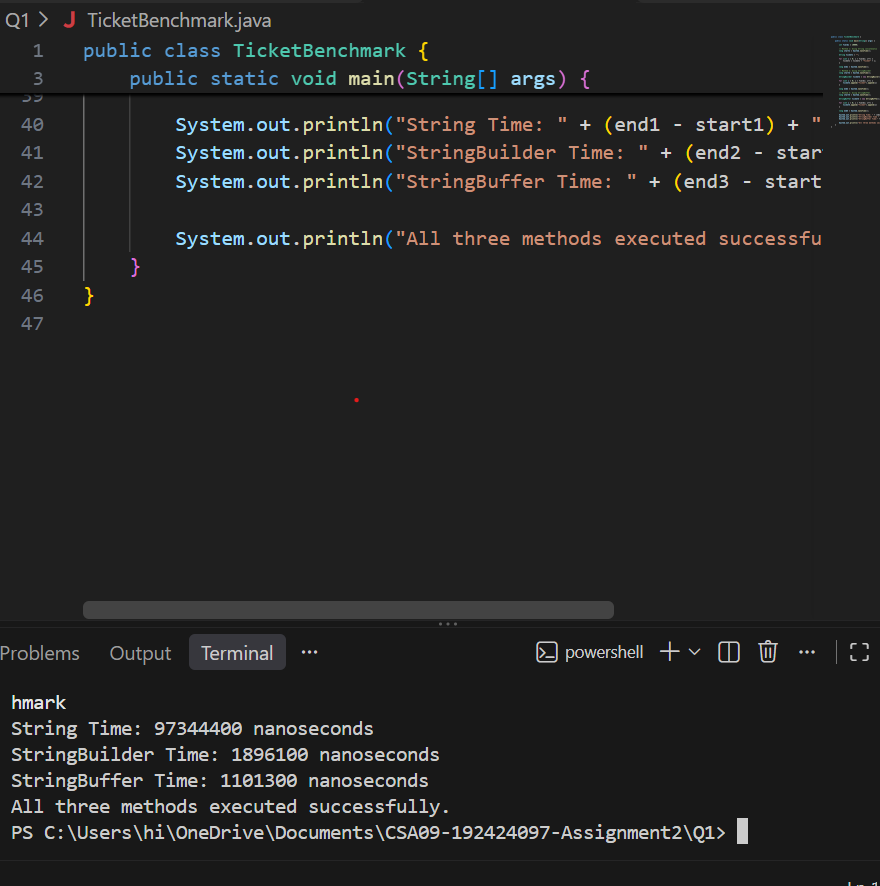 Q1 > J TicketBenchmark.java
1 public class TicketBenchmark {
3 public static void main(String[] args) {
39
40 System.out.println("String Time: " + (end1 - start1) + "
41 System.out.println("StringBuilder Time: " + (end2 - star
42 System.out.println("StringBuffer Time: " + (end3 - start
43
44 System.out.println("All three methods executed successfu
45 }
46 }
47
Problems Output Terminal ··· powershell ···
hmark
String Time: 97344400 nanoseconds
StringBuilder Time: 1896100 nanoseconds
StringBuffer Time: 1101300 nanoseconds
All three methods executed successfully.
PS C:\Users\hi\OneDrive\Documents\CSA09-192424097-Assignment2\Q1>